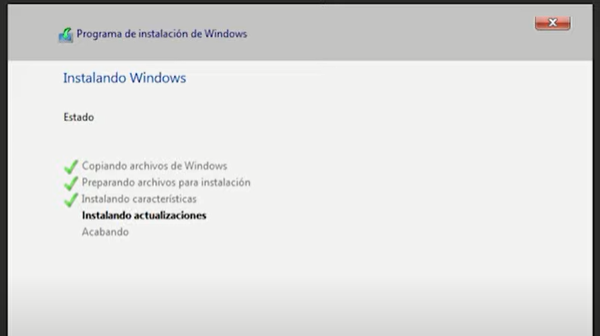 Programa de instalación de Windows
Instalando Windows
Estado
Copiando archivos de Windows
Preparando archivos para instalación
Instalando características
Instalando actualizaciones
Acabando